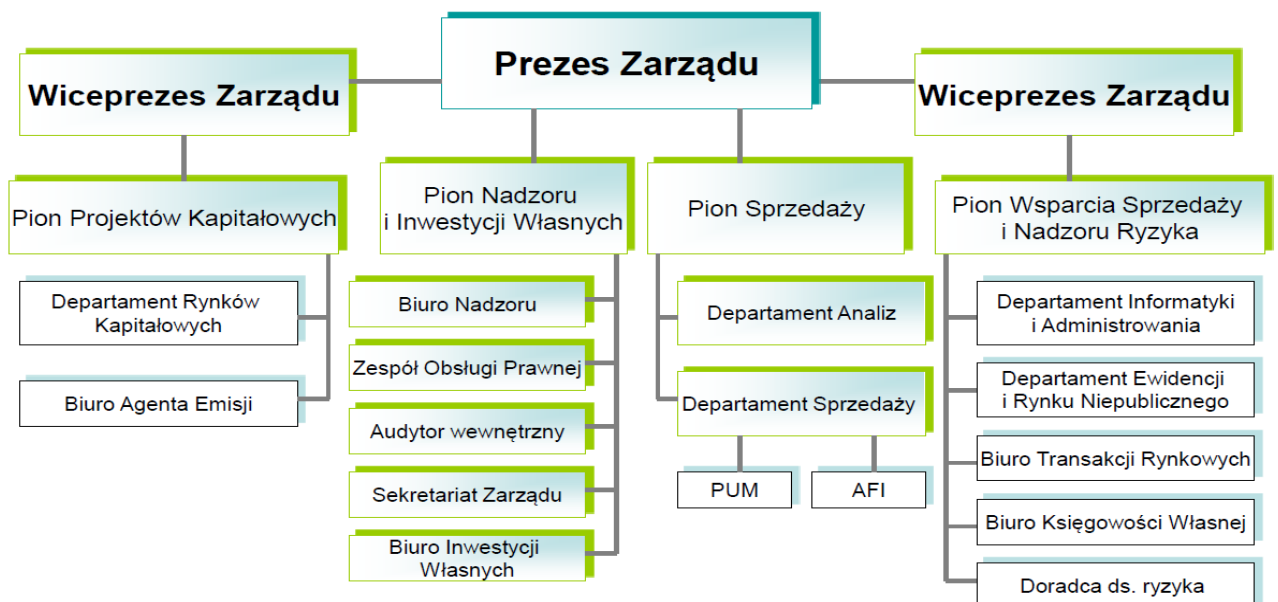 Prezes Zarządu
Wiceprezes Zarządu
Wiceprezes Zarządu
Pion Projektów Kapitałowych
Pion Nadzoru
i Inwestycji Własnych
Pion Sprzedaży
Pion Wsparcia Sprzedaży
i Nadzoru Ryzyka
Departament Rynków
Kapitałowych
Biuro Agenta Emisji
Biuro Nadzoru
Zespół Obsługi Prawnej
Audytor wewnętrzny
Sekretariat Zarządu
Biuro Inwestycji
Własnych
Departament Analiz
Departament Sprzedaży
PUM
AFI
Departament Informatyki
i Administrowania
Departament Ewidencji
i Rynku Niepublicznego
Biuro Transakcji Rynkowych
Biuro Księgowości Własnej
Doradca ds. ryzyka